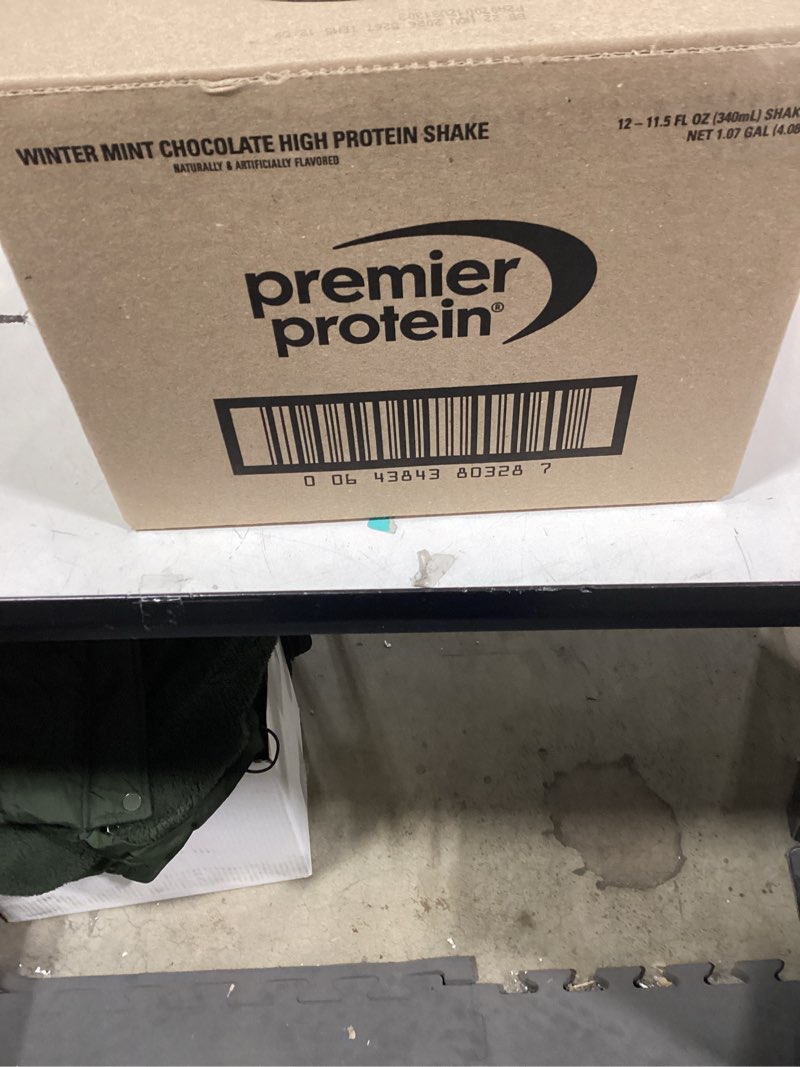 WINTER MINT CHOCOLATE HIGH PROTEIN SHAKE
NATURALLY & ARTIFICIALLY FLAVORED
12 – 11.5 FL OZ (340mL) SHAK
NET 1.07 GAL (4.08
premier
protein®
0 06 43843 80328 7